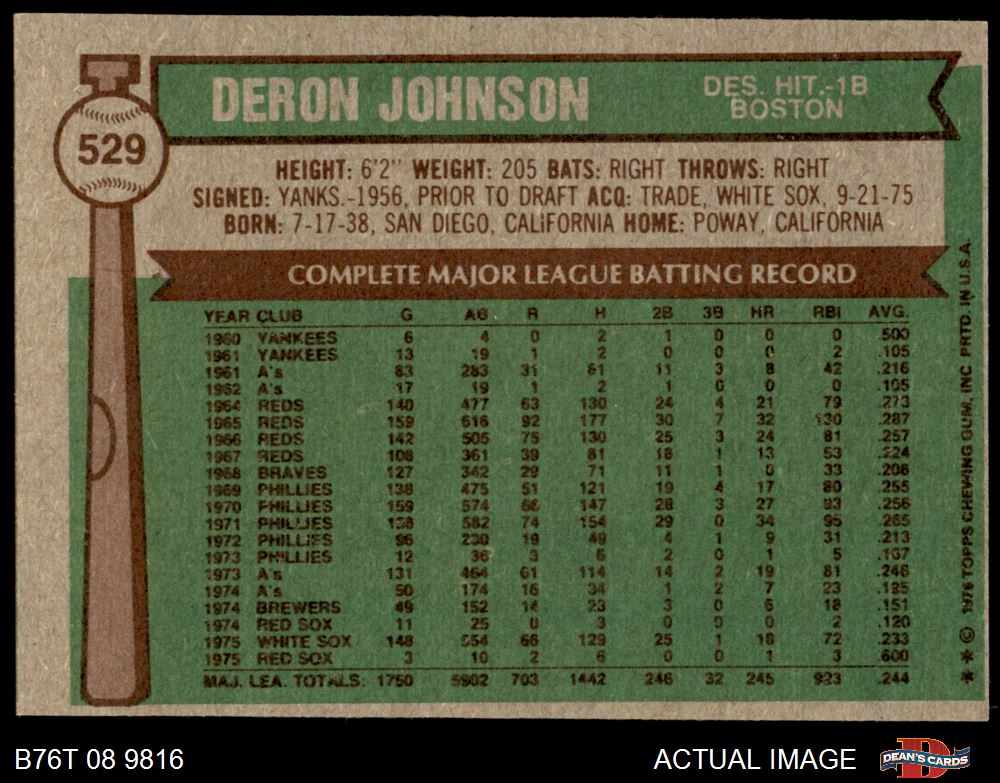 DERON JOHNSON
DES. HIT.-1B
BOSTON
529
HEIGHT: 6'2" WEIGHT: 205 BATS: RIGHT THROWS: RIGHT
SIGNED: YANKS.-1956, PRIOR TO DRAFT ACQ: TRADE, WHITE SOX, 9-21-75
BORN: 7-17-38, SAN DIEGO, CALIFORNIA HOME: POWAY, CALIFORNIA
COMPLETE MAJOR LEAGUE BATTING RECORD
YEAR CLUB G AB R H 2B 3B HR RBI AVG.
1960 YANKEES 6 4 0 2 1 0 0 0 .500
1961 YANKEES 13 19 1 2 0 0 0 2 .105
1961 A's 83 283 31 61 11 3 8 42 .216
1962 A's 17 19 1 2 1 0 0 0 .105
1964 REDS 140 477 63 130 24 4 21 79 .273
1965 REDS 159 616 92 177 30 7 32 130 .287
1966 REDS 142 505 75 130 25 3 24 81 .257
1967 REDS 108 361 39 81 18 1 13 53 .224
1968 BRAVES 127 342 29 71 11 1 8 33 .208
1969 PHILLIES 138 475 51 121 19 4 17 80 .255
1970 PHILLIES 159 574 66 147 28 3 27 93 .256
1971 PHILLIES 158 582 74 154 29 0 34 95 .265
1972 PHILLIES 96 230 19 49 4 1 9 31 .213
1973 PHILLIES 12 36 3 6 2 0 1 5 .167
1973 A's 131 464 61 114 14 2 19 81 .246
1974 A's 50 174 16 34 1 2 7 23 .195
1974 BREWERS 49 152 14 23 3 0 6 18 .151
1974 RED SOX 11 25 0 3 0 0 0 2 .120
1975 WHITE SOX 148 554 66 129 25 1 18 72 .233
1975 RED SOX 3 10 2 6 0 0 1 3 .600
MAJ. LEA. TOTALS: 1750 5902 703 1442 246 32 245 923 .244
* * © 1976 TOPPS CHEWING GUM, INC PRTD. IN U.S.A.
B76T 08 9816
ACTUAL IMAGE
DEAN'S CARDS